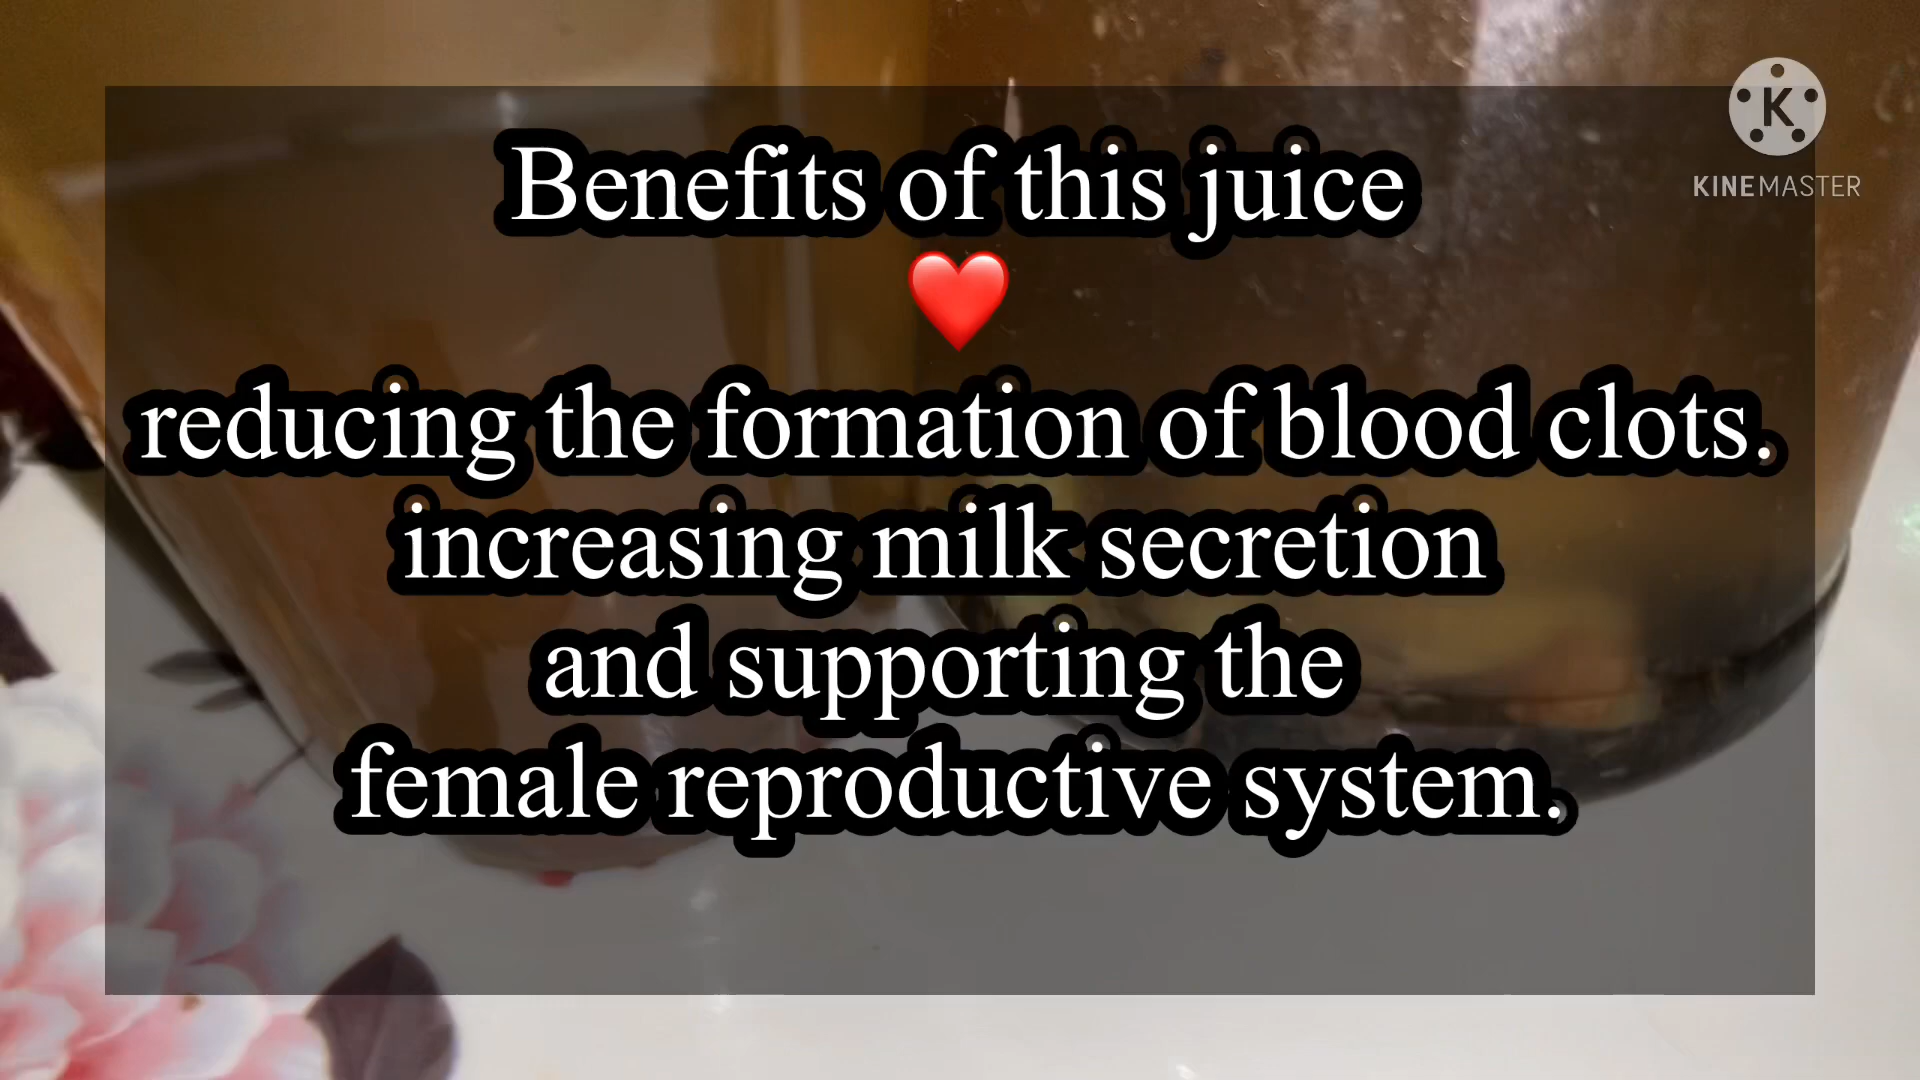 Benefits of this juice
❤️
reducing the formation of blood clots.
increasing milk secretion
and supporting the
female reproductive system.
K
KINEMASTER